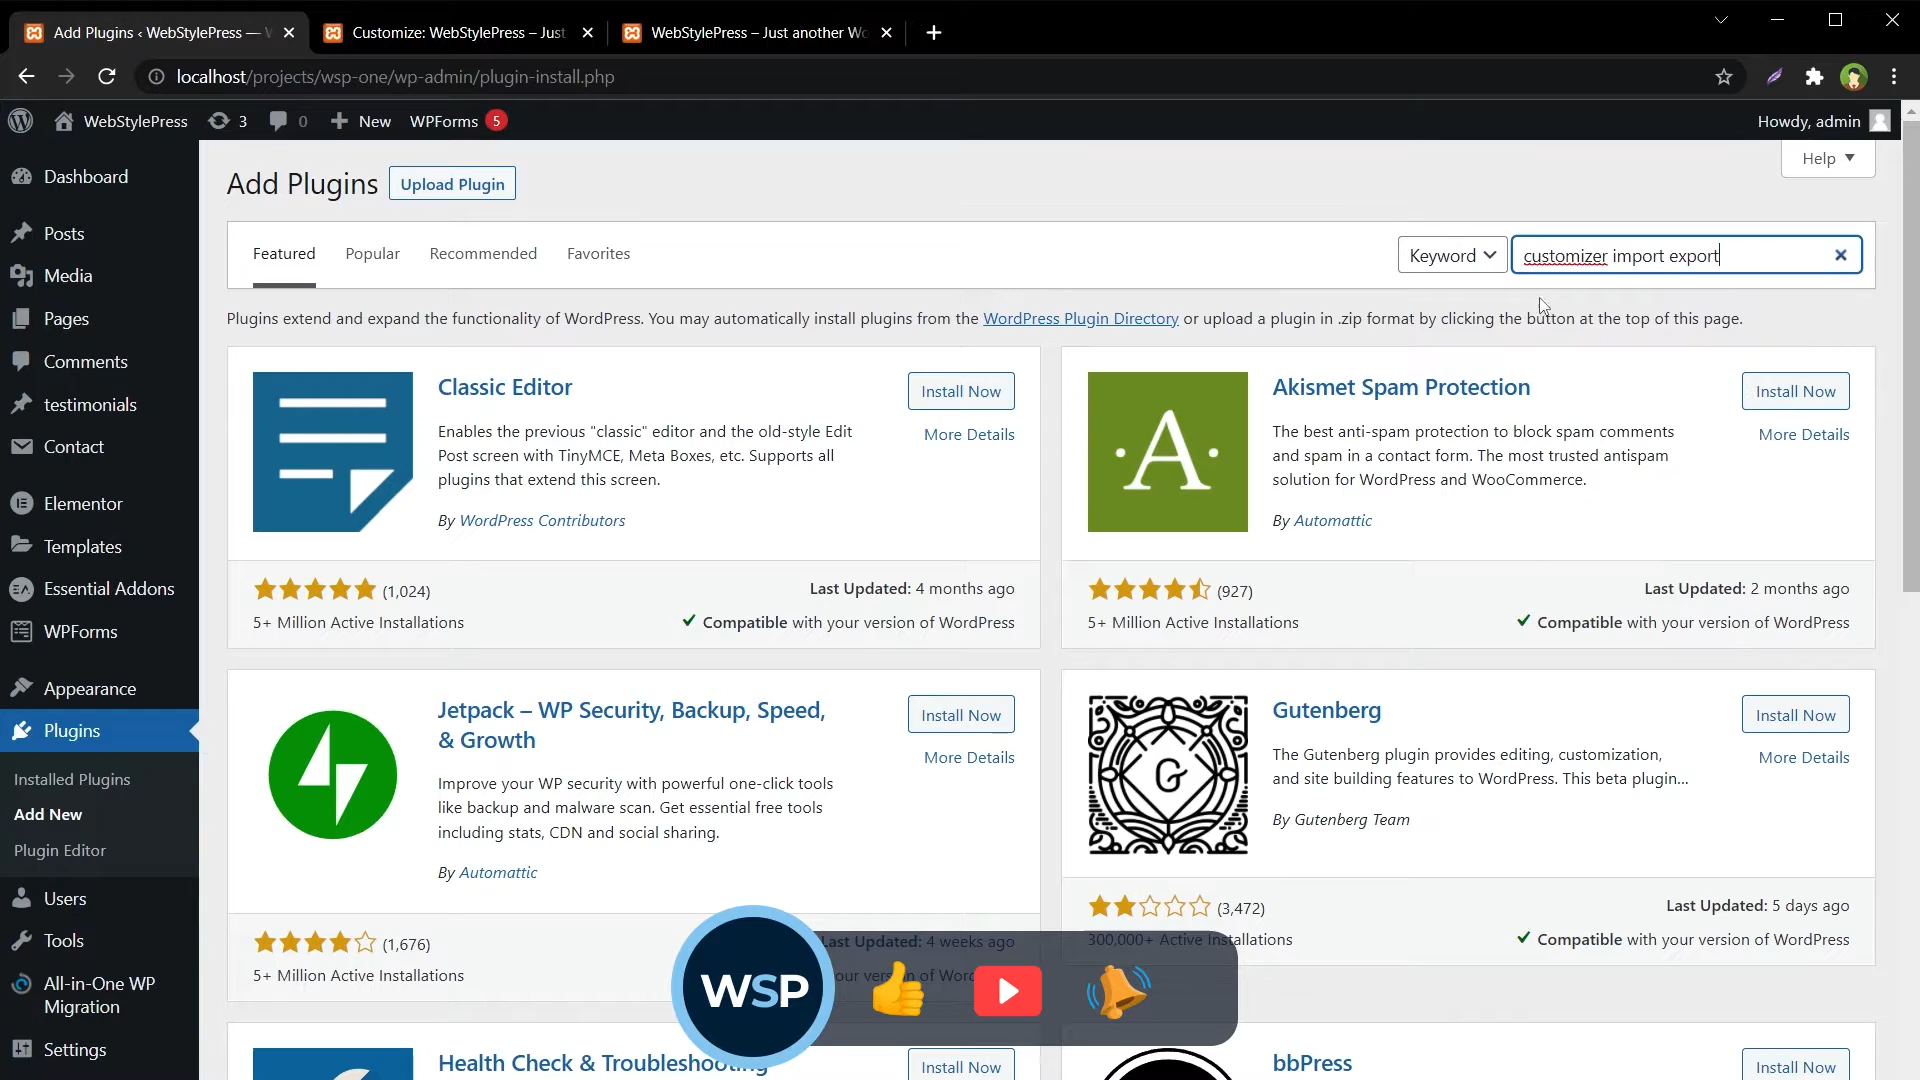 Add Plugins ‹ WebStylePress — W
Customize: WebStylePress – Just
WebStylePress – Just another Wo
localhost/projects/wsp-one/wp-admin/plugin-install.php
WebStylePress
3
0
New
WPForms
5
Howdy, admin
Help
Dashboard
Posts
Media
Pages
Comments
testimonials
Contact
Elementor
Templates
EA
Essential Addons
WPForms
Appearance
Plugins
Installed Plugins
Add New
Plugin Editor
Users
Tools
All-in-One WP
Migration
Settings
Add Plugins
Upload Plugin
Featured
Popular
Recommended
Favorites
Keyword
customizer import export
Plugins extend and expand the functionality of WordPress. You may automatically install plugins from the WordPress Plugin Directory or upload a plugin in .zip format by clicking the button at the top of this page.
Classic Editor
Install Now
Enables the previous "classic" editor and the old-style Edit
Post screen with TinyMCE, Meta Boxes, etc. Supports all
plugins that extend this screen.
More Details
By WordPress Contributors
(1,024)
Last Updated: 4 months ago
5+ Million Active Installations
Compatible with your version of WordPress
A
Akismet Spam Protection
Install Now
The best anti-spam protection to block spam comments
and spam in a contact form. The most trusted antispam
solution for WordPress and WooCommerce.
More Details
By Automattic
(927)
Last Updated: 2 months ago
5+ Million Active Installations
Compatible with your version of WordPress
Jetpack – WP Security, Backup, Speed,
& Growth
Install Now
More Details
Improve your WP security with powerful one-click tools
like backup and malware scan. Get essential free tools
including stats, CDN and social sharing.
By Automattic
(1,676)
Last Updated: 4 weeks ago
5+ Million Active Installations
G
Gutenberg
Install Now
The Gutenberg plugin provides editing, customization,
and site building features to WordPress. This beta plugin...
More Details
By Gutenberg Team
(3,472)
Last Updated: 5 days ago
300,000+ Active Installations
Compatible with your version of WordPress
WSP
Health Check & Troubleshooting
Install Now
bbPress
Install Now